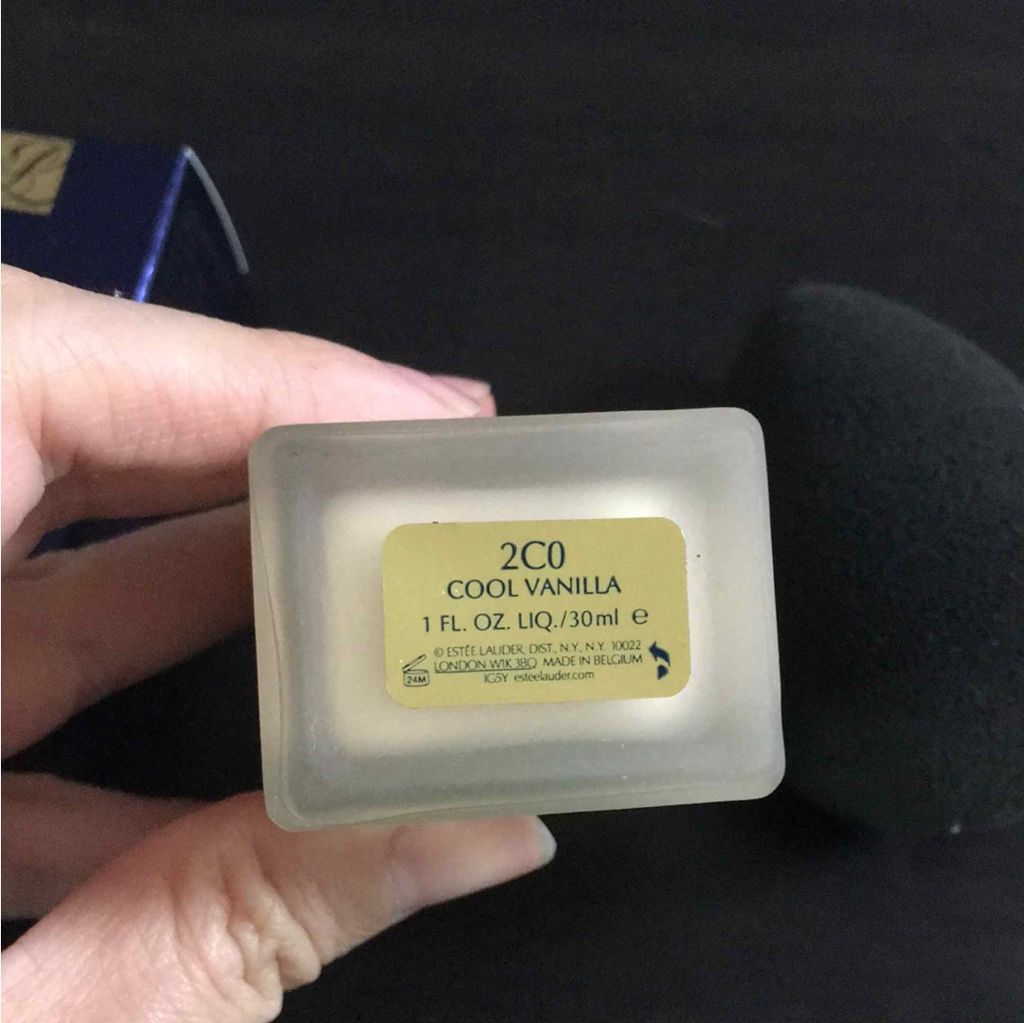 2C0
COOL VANILLA
1 FL. OZ. LIQ./30ml e
© ESTĒE LAUDER, DIST., N.Y., N.Y. 10022
LONDON W1K 3BQ MADE IN BELGIUM
24M
IG5Y esteelauder.com